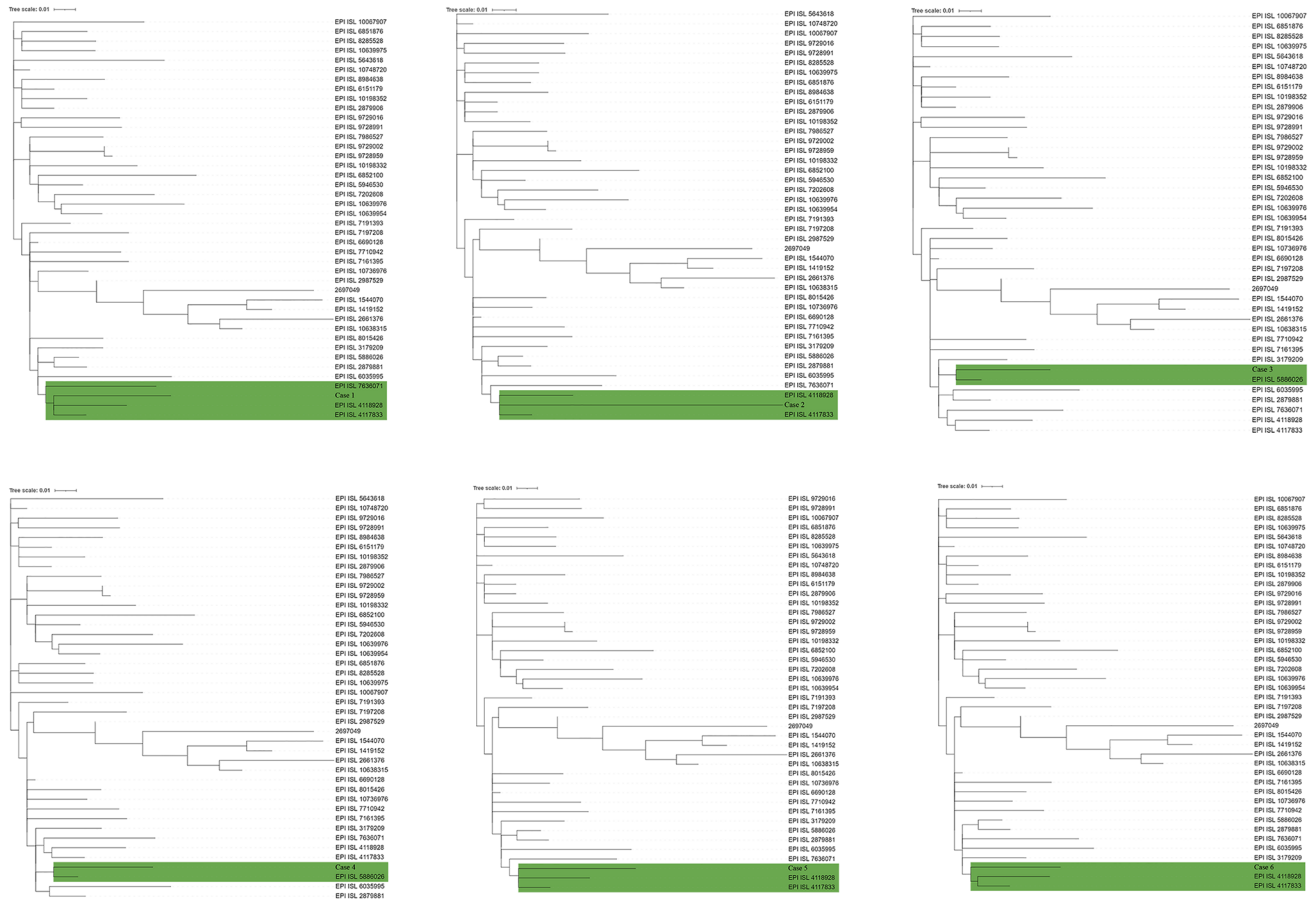 Tree scale: 0.01
EPI ISL 10067907
EPI ISL 6851876
EPI ISL 8285528
EPI ISL 10639975
EPI ISL 5643618
EPI ISL 10748720
EPI ISL 8984638
EPI ISL 6151179
EPI ISL 10198352
EPI ISL 2879906
EPI ISL 9729016
EPI ISL 9728991
EPI ISL 7986527
EPI ISL 9729002
EPI ISL 9728959
EPI ISL 10198332
EPI ISL 6852100
EPI ISL 5946530
EPI ISL 7202608
EPI ISL 10639976
EPI ISL 10639954
EPI ISL 7191393
EPI ISL 7197208
EPI ISL 6690128
EPI ISL 7710942
EPI ISL 7161395
EPI ISL 10736976
EPI ISL 2987529
2697049
EPI ISL 1544070
EPI ISL 1419152
EPI ISL 2661376
EPI ISL 10638315
EPI ISL 8015426
EPI ISL 3179209
EPI ISL 5886026
EPI ISL 2879881
EPI ISL 6035995
EPI ISL 7636071
Case 1
EPI ISL 4118928
EPI ISL 4117833
Tree scale: 0.01
EPI ISL 5643618
EPI ISL 10748720
EPI ISL 10067907
EPI ISL 9729016
EPI ISL 9728991
EPI ISL 8285528
EPI ISL 10639975
EPI ISL 6851876
EPI ISL 8984638
EPI ISL 6151179
EPI ISL 2879906
EPI ISL 10198352
EPI ISL 7986527
EPI ISL 9729002
EPI ISL 9728959
EPI ISL 10198332
EPI ISL 6852100
EPI ISL 5946530
EPI ISL 7202608
EPI ISL 10639976
EPI ISL 10639954
EPI ISL 7191393
EPI ISL 7197208
EPI ISL 2987529
2697049
EPI ISL 1544070
EPI ISL 1419152
EPI ISL 2661376
EPI ISL 10638315
EPI ISL 8015426
EPI ISL 10736976
EPI ISL 6690128
EPI ISL 7710942
EPI ISL 7161395
EPI ISL 3179209
EPI ISL 5886026
EPI ISL 2879881
EPI ISL 6035995
EPI ISL 7636071
EPI ISL 4118928
Case 2
EPI ISL 4117833
Tree scale: 0.01
EPI ISL 10067907
EPI ISL 6851876
EPI ISL 8285528
EPI ISL 10639975
EPI ISL 5643618
EPI ISL 10748720
EPI ISL 8984638
EPI ISL 6151179
EPI ISL 10198352
EPI ISL 2879906
EPI ISL 9729016
EPI ISL 9728991
EPI ISL 7986527
EPI ISL 9729002
EPI ISL 9728959
EPI ISL 10198332
EPI ISL 6852100
EPI ISL 5946530
EPI ISL 7202608
EPI ISL 10639976
EPI ISL 10639954
EPI ISL 7191393
EPI ISL 8015426
EPI ISL 10736976
EPI ISL 6690128
EPI ISL 7197208
EPI ISL 2987529
2697049
EPI ISL 1544070
EPI ISL 1419152
EPI ISL 2661376
EPI ISL 10638315
EPI ISL 7710942
EPI ISL 7161395
EPI ISL 3179209
Case 3
EPI ISL 5886026
EPI ISL 6035995
EPI ISL 2879881
EPI ISL 7636071
EPI ISL 4118928
EPI ISL 4117833
Tree scale: 0.01
EPI ISL 5643618
EPI ISL 10748720
EPI ISL 9729016
EPI ISL 9728991
EPI ISL 8984638
EPI ISL 6151179
EPI ISL 10198352
EPI ISL 2879906
EPI ISL 7986527
EPI ISL 9729002
EPI ISL 9728959
EPI ISL 10198332
EPI ISL 6852100
EPI ISL 5946530
EPI ISL 7202608
EPI ISL 10639976
EPI ISL 10639954
EPI ISL 6851876
EPI ISL 8285528
EPI ISL 10639975
EPI ISL 10067907
EPI ISL 7191393
EPI ISL 7197208
EPI ISL 2987529
2697049
EPI ISL 1544070
EPI ISL 1419152
EPI ISL 2661376
EPI ISL 10638315
EPI ISL 6690128
EPI ISL 8015426
EPI ISL 10736976
EPI ISL 7710942
EPI ISL 7161395
EPI ISL 3179209
EPI ISL 7636071
EPI ISL 4118928
EPI ISL 4117833
Case 4
EPI ISL 5886026
EPI ISL 6035995
EPI ISL 2879881
Tree scale: 0.01
EPI ISL 9729016
EPI ISL 9728991
EPI ISL 10067907
EPI ISL 6851876
EPI ISL 8285528
EPI ISL 10639975
EPI ISL 5643618
EPI ISL 10748720
EPI ISL 8984638
EPI ISL 6151179
EPI ISL 2879906
EPI ISL 10198352
EPI ISL 7986527
EPI ISL 9729002
EPI ISL 9728959
EPI ISL 10198332
EPI ISL 6852100
EPI ISL 5946530
EPI ISL 7202608
EPI ISL 10639976
EPI ISL 10639954
EPI ISL 7191393
EPI ISL 7197208
EPI ISL 2987529
2697049
EPI ISL 1544070
EPI ISL 1419152
EPI ISL 2661376
EPI ISL 10638315
EPI ISL 8015426
EPI ISL 10736976
EPI ISL 6690128
EPI ISL 7710942
EPI ISL 7161395
EPI ISL 3179209
EPI ISL 5886026
EPI ISL 2879881
EPI ISL 6035995
EPI ISL 7636071
Case 5
EPI ISL 4118928
EPI ISL 4117833
Tree scale: 0.01
EPI ISL 10067907
EPI ISL 6851876
EPI ISL 8285528
EPI ISL 10639975
EPI ISL 5643618
EPI ISL 10748720
EPI ISL 8984638
EPI ISL 6151179
EPI ISL 10198352
EPI ISL 2879906
EPI ISL 9729016
EPI ISL 9728991
EPI ISL 7986527
EPI ISL 9729002
EPI ISL 9728959
EPI ISL 10198332
EPI ISL 6852100
EPI ISL 5946530
EPI ISL 7202608
EPI ISL 10639976
EPI ISL 10639954
EPI ISL 7191393
EPI ISL 7197208
EPI ISL 2987529
2697049
EPI ISL 1544070
EPI ISL 1419152
EPI ISL 2661376
EPI ISL 10638315
EPI ISL 6690128
EPI ISL 7161395
EPI ISL 8015426
EPI ISL 10736976
EPI ISL 7710942
EPI ISL 5886026
EPI ISL 2879881
EPI ISL 7636071
EPI ISL 6035995
EPI ISL 3179209
Case 6
EPI ISL 4118928
EPI ISL 4117833